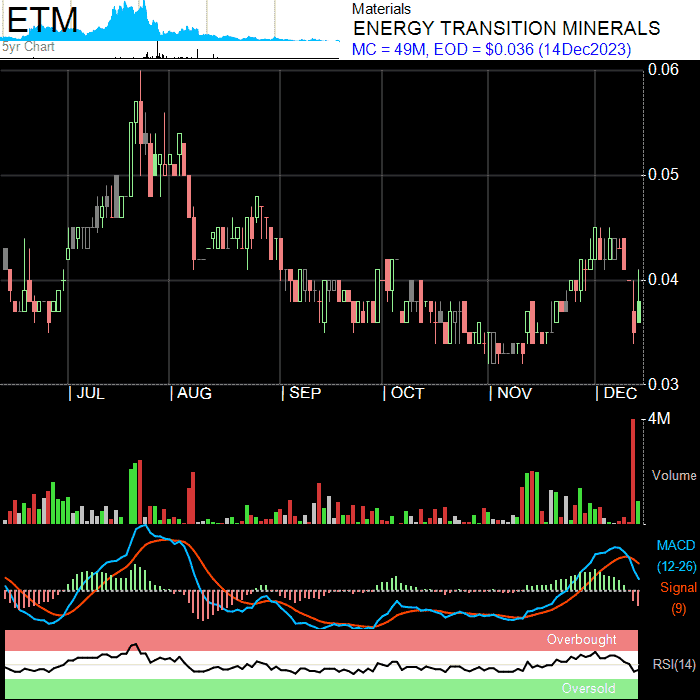 ETM
5yr Chart
Materials
ENERGY TRANSITION MINERALS
MC = 49M, EOD = $0.036 (14Dec2023)
0.06
0.05
0.04
0.03
JUL AUG SEP OCT NOV DEC
4M
Volume
MACD
(12-26)
Signal
(9)
Overbought
RSI(14)
Oversold